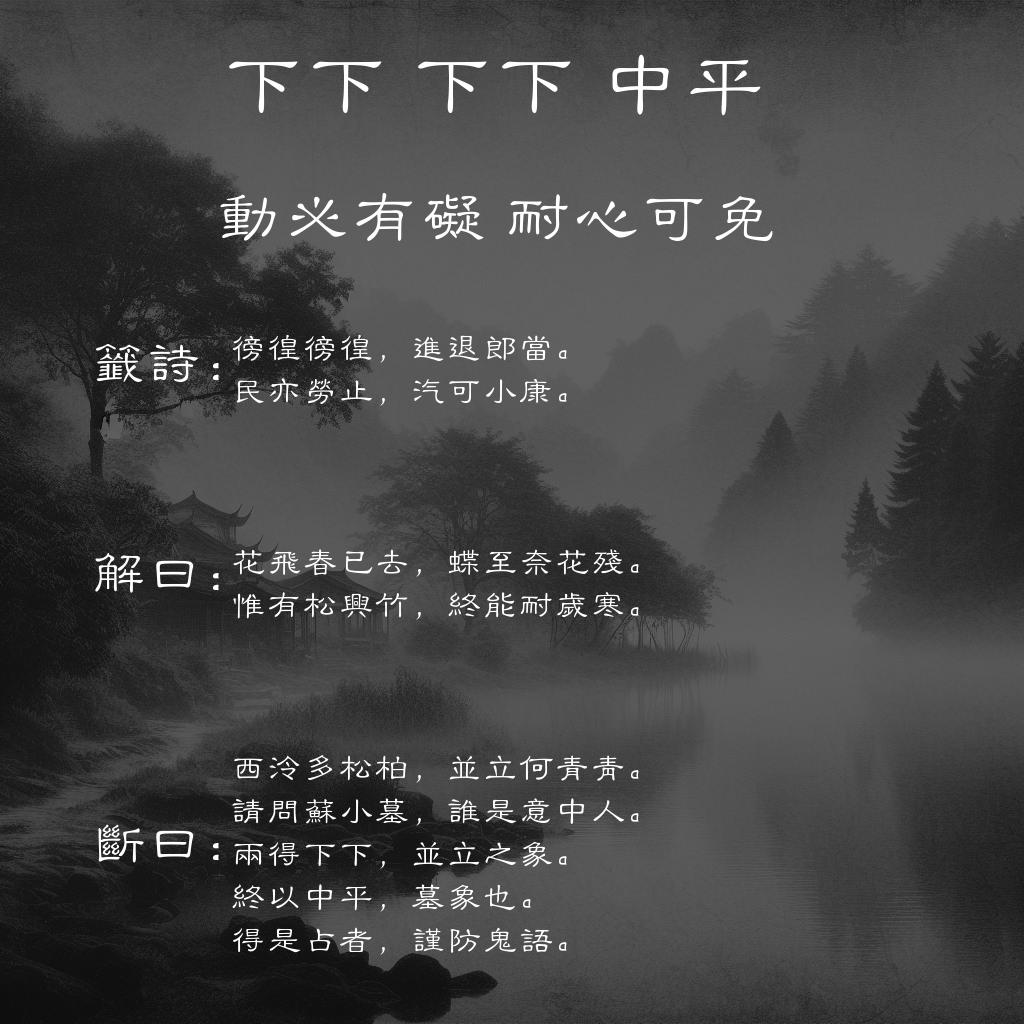 下下 下下 中平
動必有礙 耐心可免
籤詩：
徬徨徬徨，進退郎當。
民亦勞止，汽可小康。
解曰：
花飛春已去，蝶至奈花殘。
惟有松與竹，終能耐歲寒。
斷曰：
西泠多松柏，並立何青青。
請問蘇小墓，誰是意中人。
兩得下下，並立之象。
終以中平，墓象也。
得是占者，謹防鬼語。